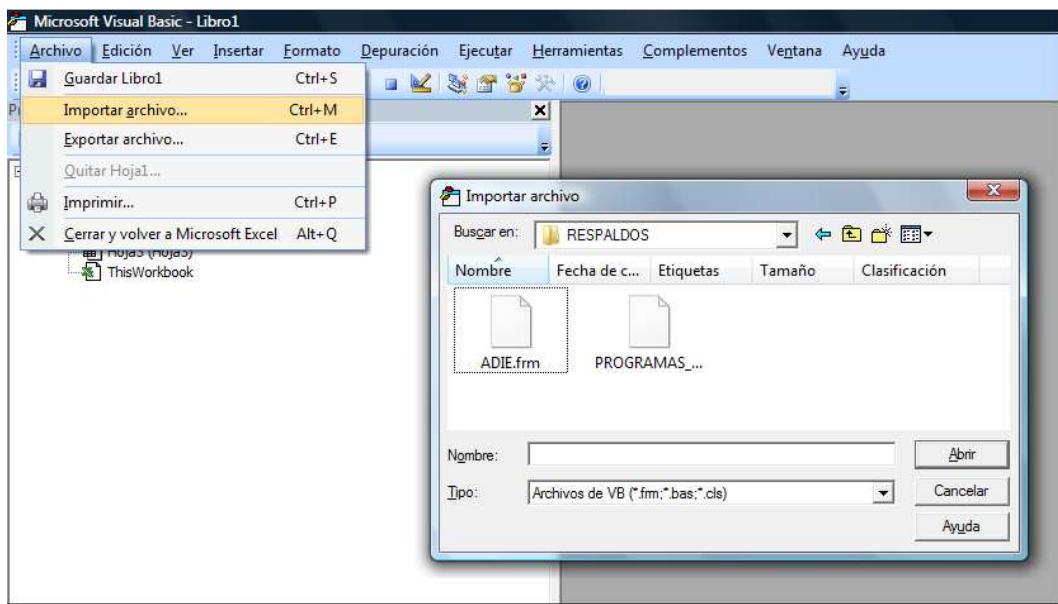 Microsoft Visual Basic - Libro1
Archivo Edición Ver Insertar Formato Depuración Ejecutar Herramientas Complementos Ventana Ayuda
Guardar Libro1 Ctrl+S
Importar archivo... Ctrl+M
Exportar archivo... Ctrl+E
Quitar Hoja1...
Imprimir... Ctrl+P
Cerrar y volver a Microsoft Excel Alt+Q
Hoja3 (Hoja3)
ThisWorkbook
Importar archivo
Buscar en: RESPALDOS
Nombre Fecha de c... Etiquetas Tamaño Clasificación
ADIE.frm PROGRAMAS_...
Nombre: Abrir
Tipo: Archivos de VB (*.frm;*.bas;*.cls) Cancelar
Ayuda